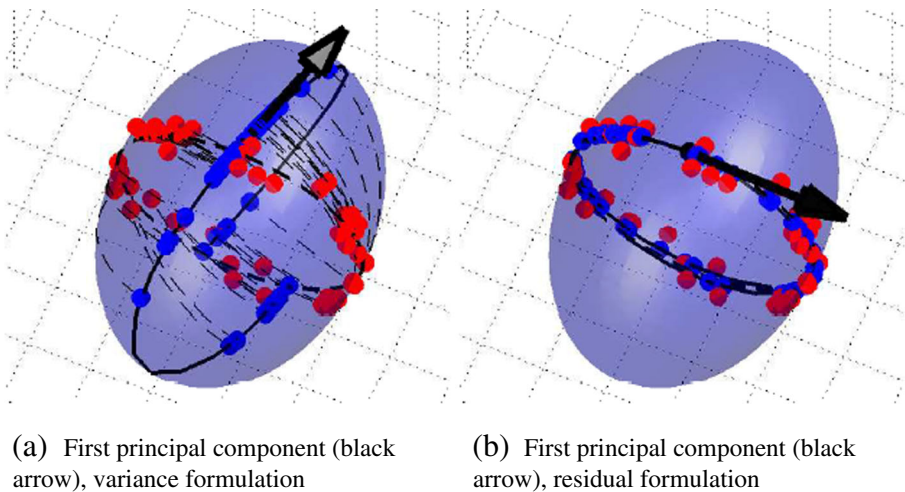 (a) First principal component (black
arrow), variance formulation
(b) First principal component (black
arrow), residual formulation